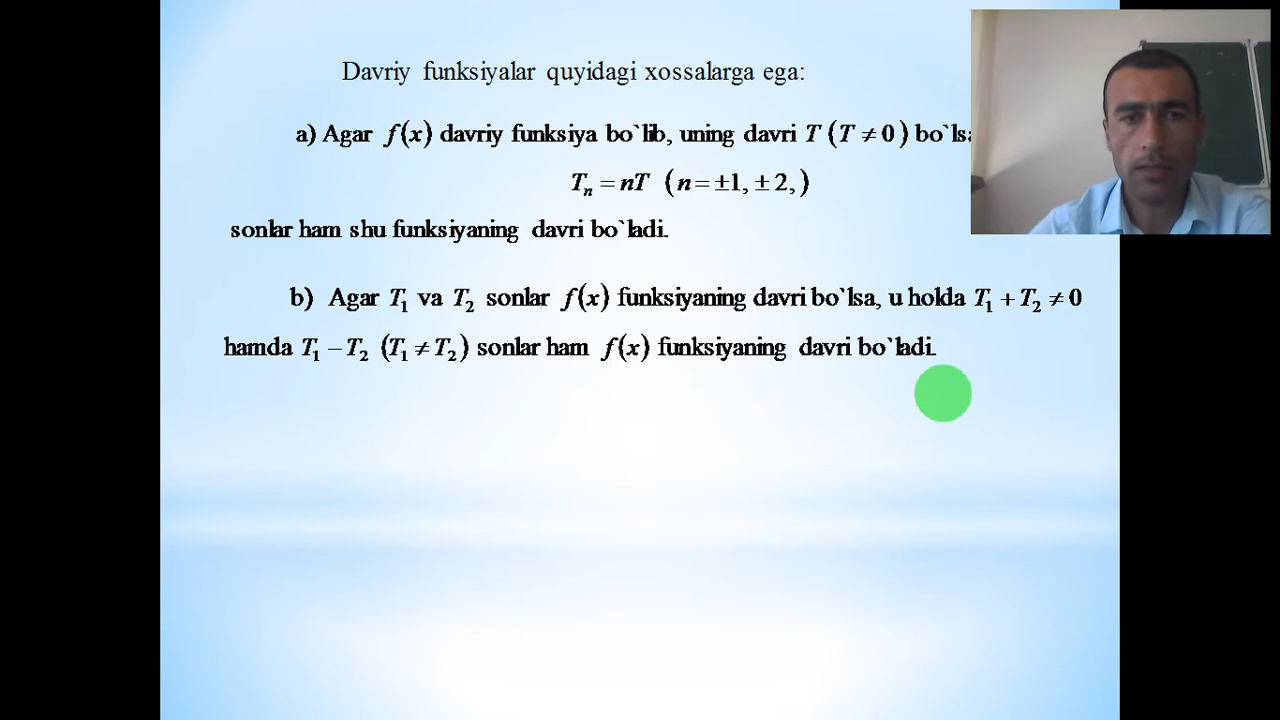 Davriy funksiyalar quyidagi xossalarga ega:
a) Agar f(x) davriy funksiya bo`lib, uning davri T (T ≠ 0) bo`lsa
Tₙ = nT (n = ±1, ± 2, )
sonlar ham shu funksiyaning davri bo`ladi.
b) Agar T₁ va T₂ sonlar f(x) funksiyaning davri bo`lsa, u holda T₁ + T₂ ≠ 0
hamda T₁ − T₂ (T₁ ≠ T₂) sonlar ham f(x) funksiyaning davri bo`ladi.